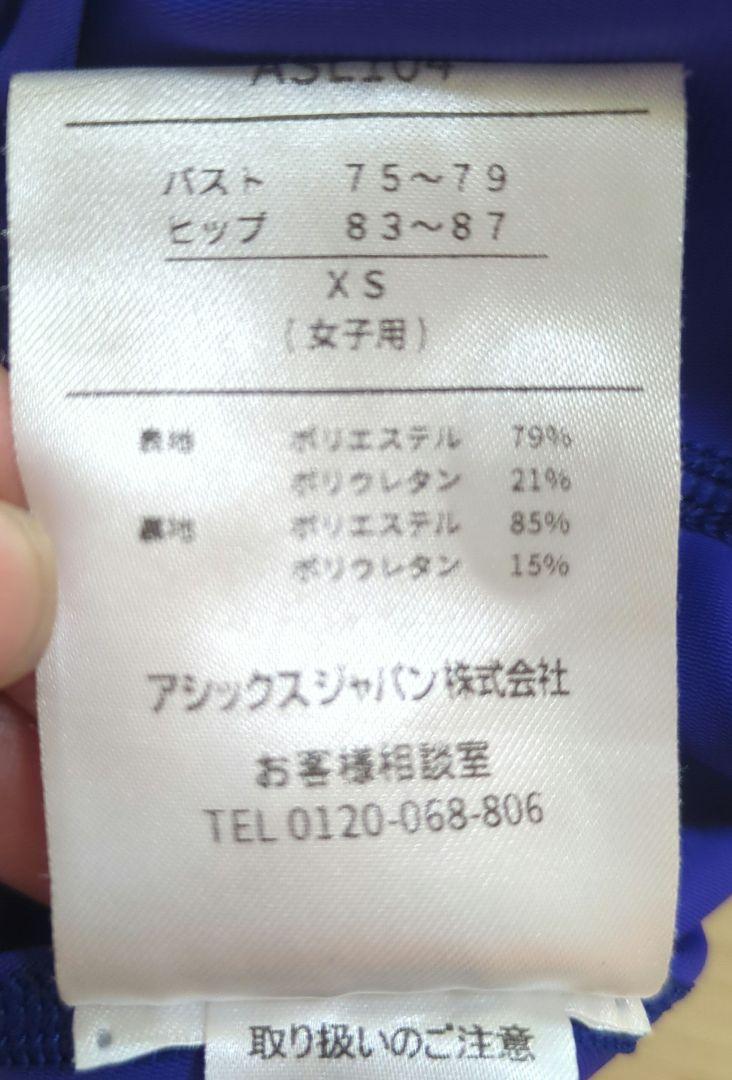 ASL104
バスト 75～79
ヒップ 83～87
XS
(女子用)
表地 ポリエステル 79%
ポリウレタン 21%
裏地 ポリエステル 85%
ポリウレタン 15%
アシックスジャパン株式会社
お客様相談室
TEL 0120-068-806
取り扱いのご注意